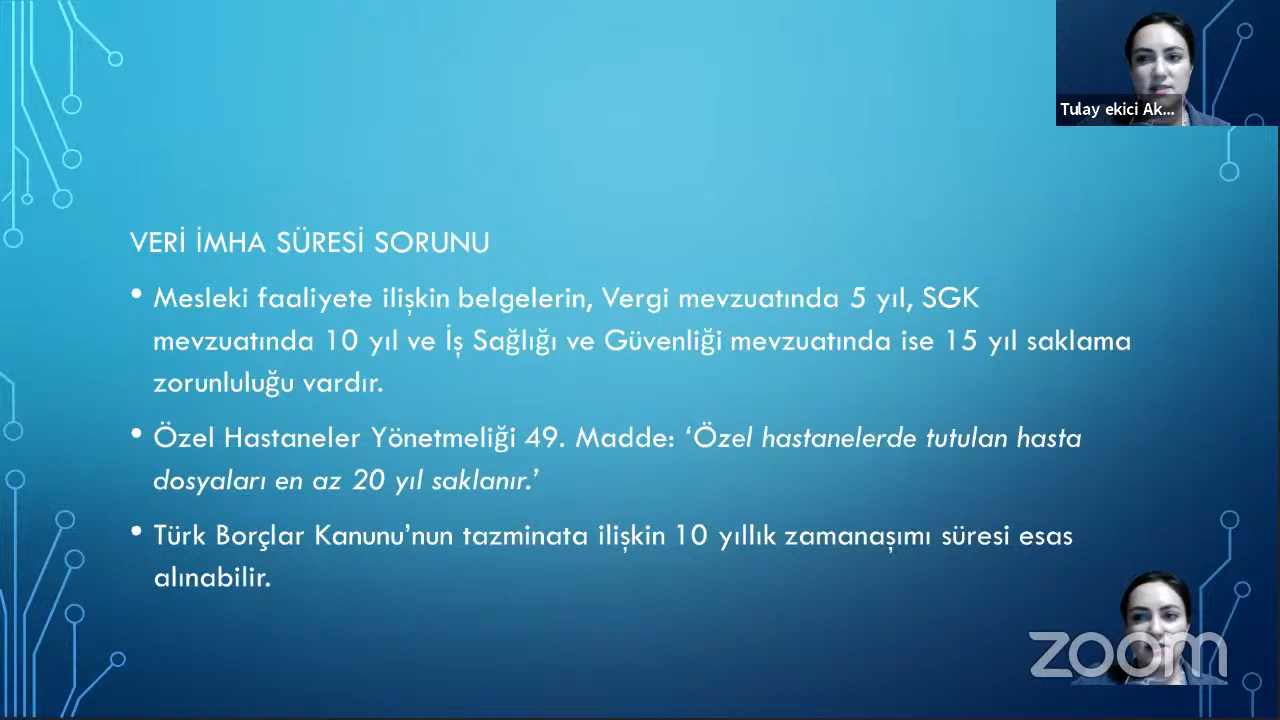 Tulay ekici Ak...
VERİ İMHA SÜRESİ SORUNU
• Mesleki faaliyete ilişkin belgelerin, Vergi mevzuatında 5 yıl, SGK
mevzuatında 10 yıl ve İş Sağlığı ve Güvenliği mevzuatında ise 15 yıl saklama
zorunluluğu vardır.
• Özel Hastaneler Yönetmeliği 49. Madde: ‘Özel hastanelerde tutulan hasta
dosyaları en az 20 yıl saklanır.’
• Türk Borçlar Kanunu’nun tazminata ilişkin 10 yıllık zamanaşımı süresi esas
alınabilir.
zoom